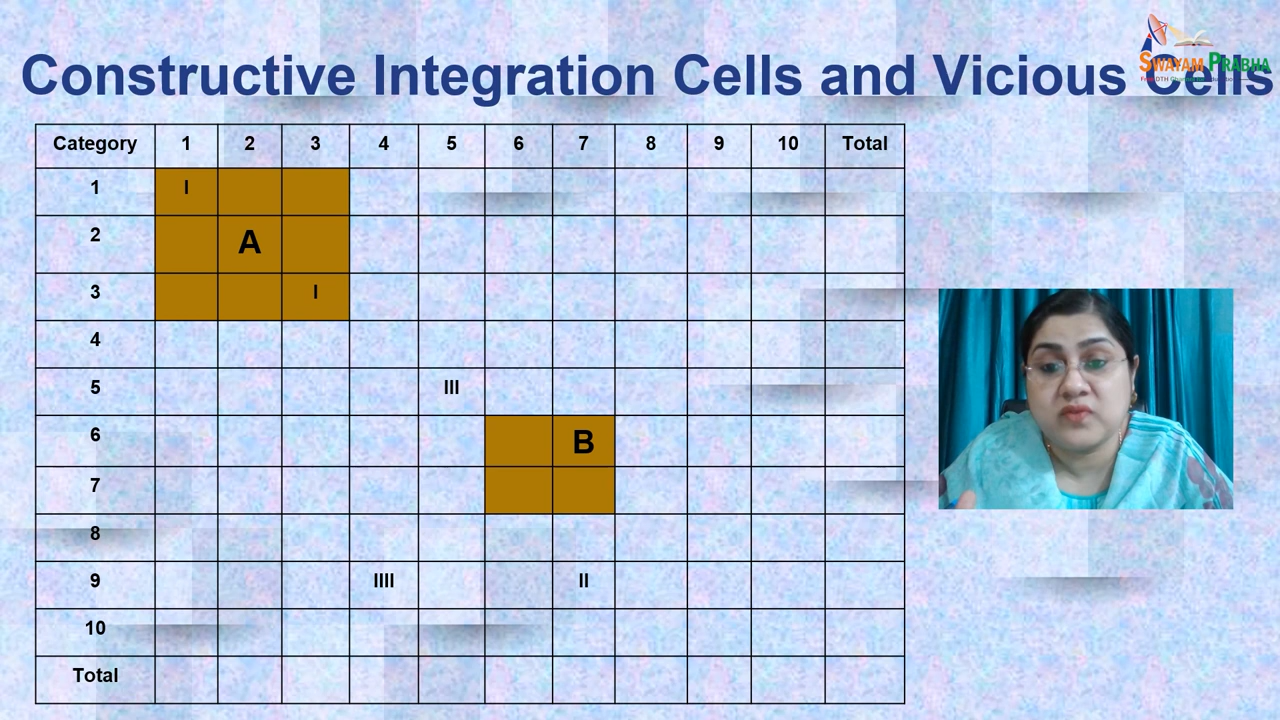 Constructive Integration Cells and Vicious Cells
SWAYAM PRABHA
Category 1 2 3 4 5 6 7 8 9 10 Total
1 I
2 A
3 I
4
5 III
6 B
7
8
9 IIII II
10
Total